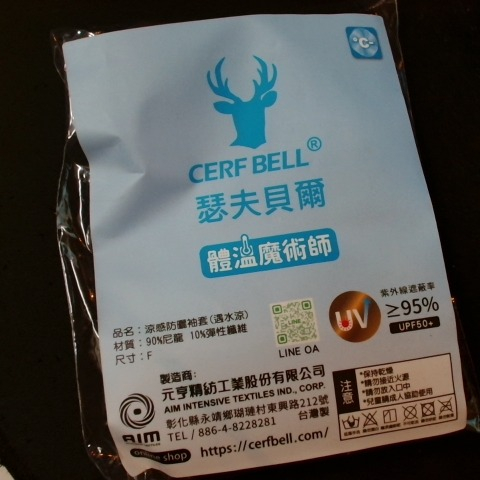 °C
CERF BELL®
瑟夫貝爾
體溫魔術師
品名：涼感防曬袖套(遇水涼)
材質：90%尼龍 10%彈性纖維
尺寸：F
LINE
LINE OA
UV
紫外線遮蔽率
≥95%
UPF50+
製造商：
元亨精紡工業股份有限公司
AIM INTENSIVE TEXTILES IND., CORP.
彰化縣永靖鄉瑚璉村東興路212號
TEL / 886-4-8228281 台灣製
AIM
online shop
https://cerfbell.com/
注意
*保持乾燥
*請勿接近火源
*請勿放入口中
*兒童請成人協助使用